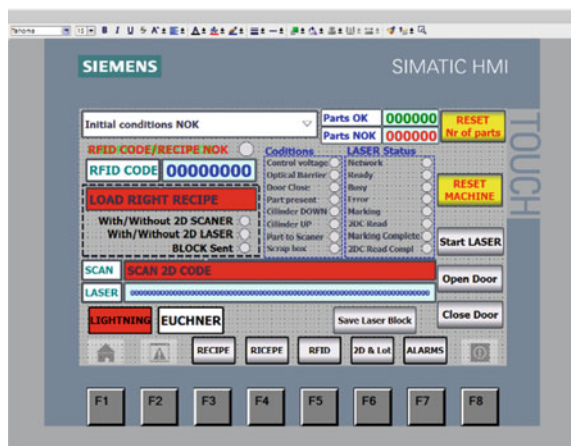 Tahoma
B I U S
SIEMENS
SIMATIC HMI
TOUCH
Initial conditions NOK
Parts OK 000000
RESET
Nr of parts
Parts NOK 000000
RFID CODE/RECIPE NOK
RFID CODE 00000000
LOAD RIGHT RECIPE
With/Without 2D SCANER
With/Without 2D LASER
BLOCK Sent
Coditions
Control voltage
Optical Barrier
Door Close
Part present
Cilinder DOWN
Cilinder UP
Part to Scaner
Scrap box
LASER Status
Network
Ready
Busy
Error
Marking
2DC Read
Marking Complete
2DC Read Compl
RESET
MACHINE
Start LASER
SCAN SCAN 2D CODE
Open Door
LASER
LIGHTNING EUCHNER
Save Laser Block
Close Door
RECIPE RICEPE RFID 2D & Lot ALARMS
F1 F2 F3 F4 F5 F6 F7 F8